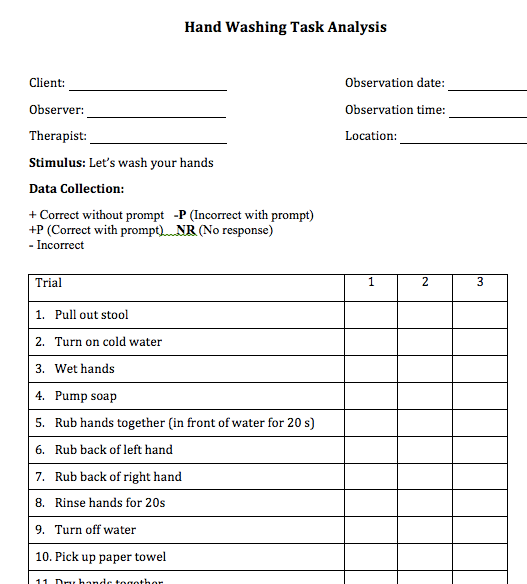 Hand Washing Task Analysis
Client: Observation date:
Observer: Observation time:
Therapist: Location:
Stimulus: Let's wash your hands
Data Collection:
+ Correct without prompt -P (Incorrect with prompt)
+P (Correct with prompt) NR (No response)
- Incorrect
Trial 1 2 3
1. Pull out stool
2. Turn on cold water
3. Wet hands
4. Pump soap
5. Rub hands together (in front of water for 20 s)
6. Rub back of left hand
7. Rub back of right hand
8. Rinse hands for 20s
9. Turn off water
10. Pick up paper towel
11. Dry hands together